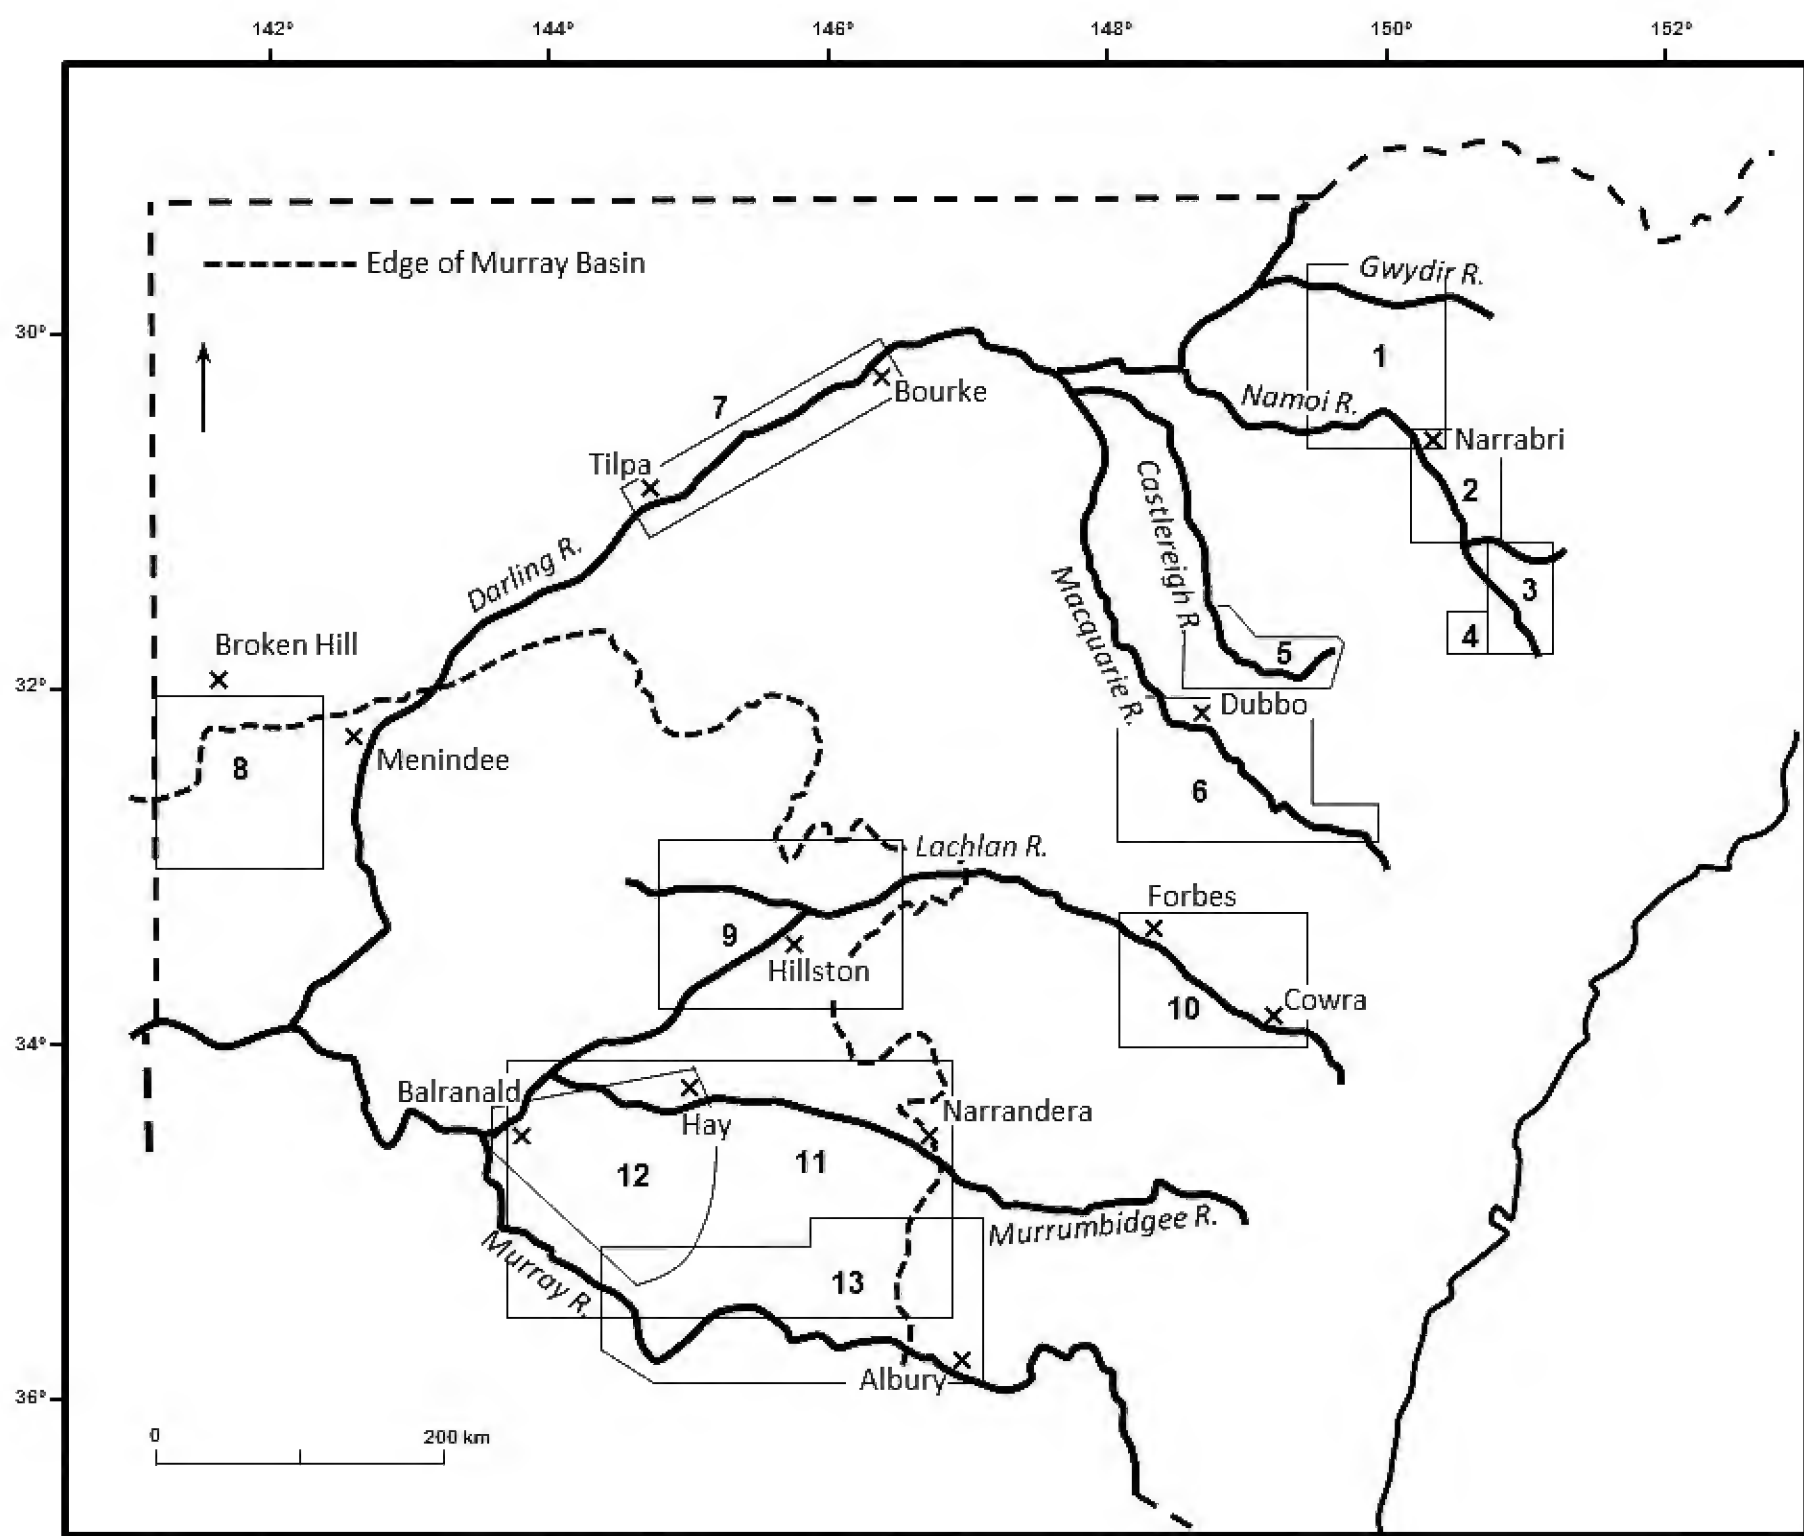 142° 144° 146° 148° 150° 152°
Edge of Murray Basin
Gwydir R.
30°
1
Bourke
7
Namoi R.
Narrabri
Tilpa
2
Castlereigh R.
Darling R.
Macquarie R.
3
4
Broken Hill
5
32°
Dubbo
Menindee
8
6
Lachlan R.
Forbes
9
Hillston
10
Cowra
34°
Balranald
Narrandera
Hay
12
11
Murrumbidgee R.
Murray R.
13
Albury
36°
0 200 km